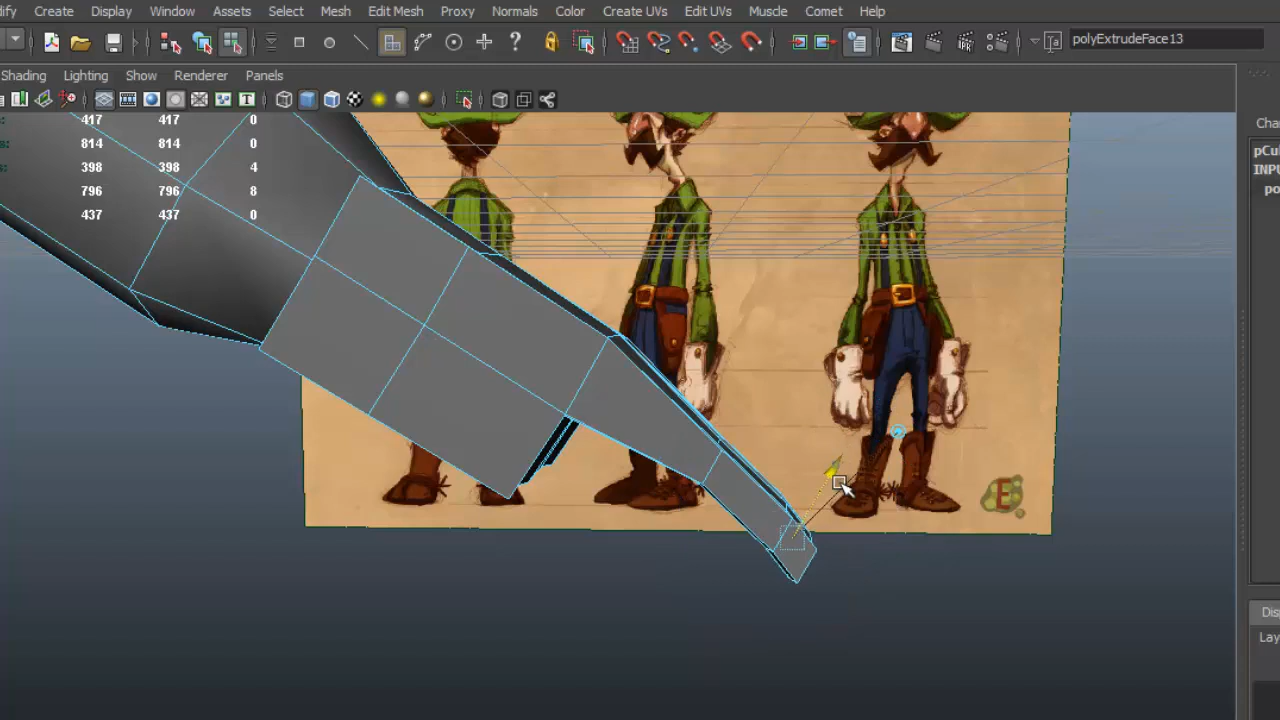 dify Create Display Window Assets Select Mesh Edit Mesh Proxy Normals Color Create UVs Edit UVs Muscle Comet Help
polyExtrudeFace13
Shading Lighting Show Renderer Panels
417 417 0
814 814 0
398 398 4
796 796 8
437 437 0
Cha
pCu
INPU
po
E
Dis
Lay